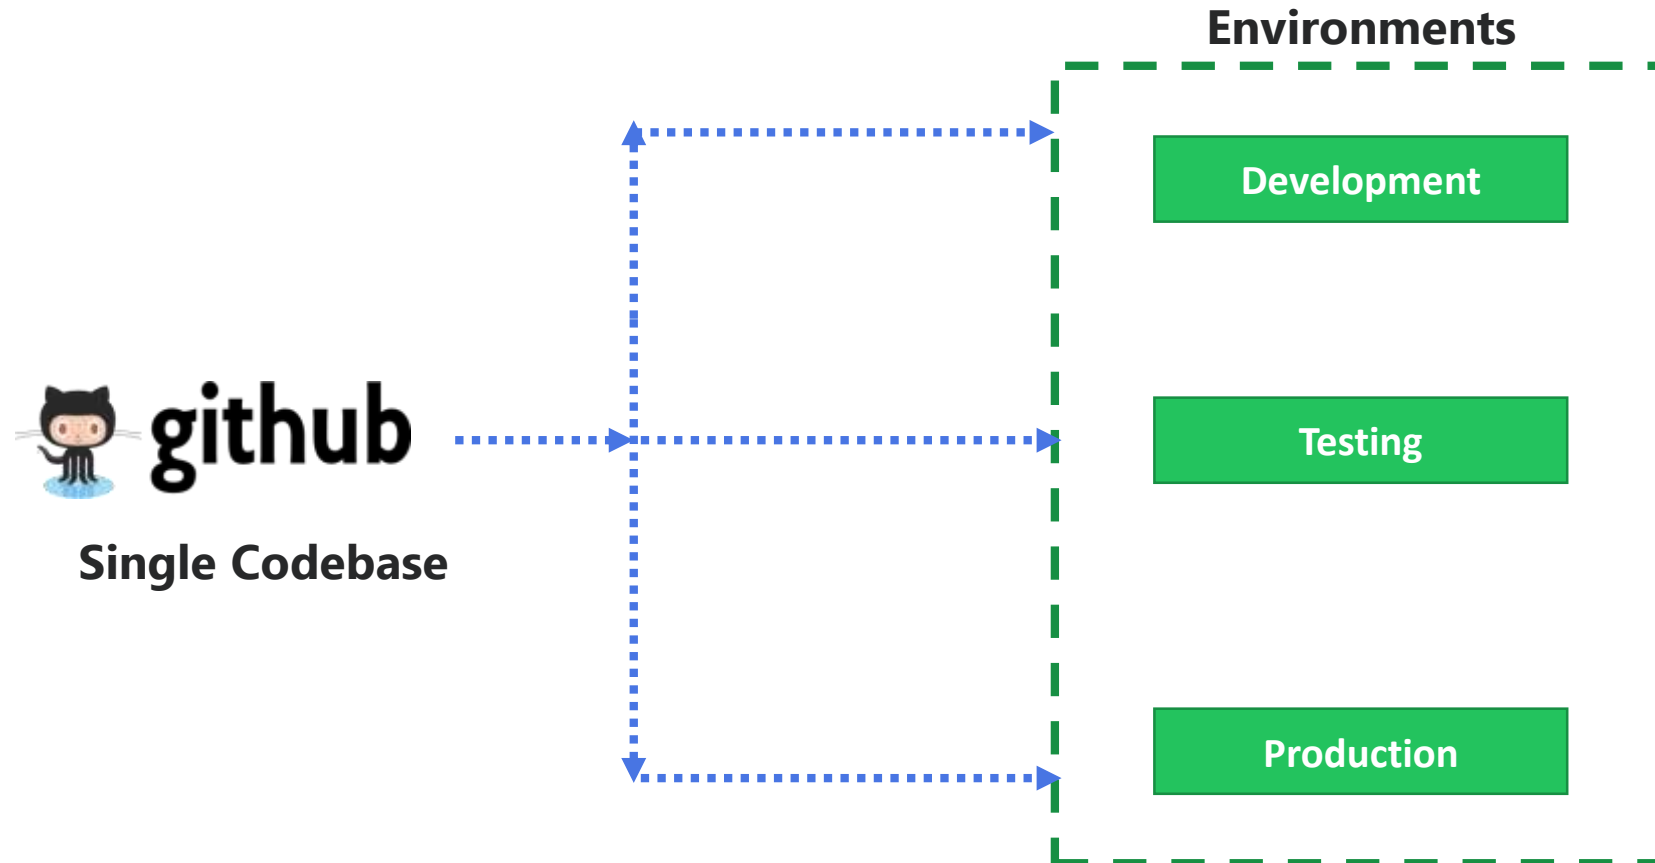 Environments
Development
github
Testing
Single Codebase
Production